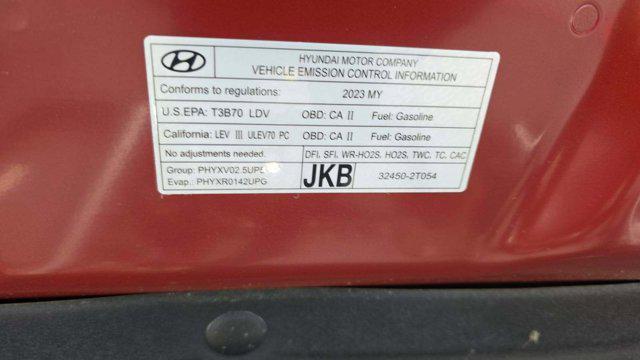 HYUNDAI MOTOR COMPANY
VEHICLE EMISSION CONTROL INFORMATION
Conforms to regulations: 2023 MY
U.S.EPA: T3B70 LDV OBD: CA II Fuel: Gasoline
California: LEV III ULEV70 PC OBD: CA II Fuel: Gasoline
No adjustments needed. DFI, SFI, WR-HO2S, HO2S, TWC, TC, CAC
Group:
Evap.: PHYXR0142UPG
JKB
32450-2T054